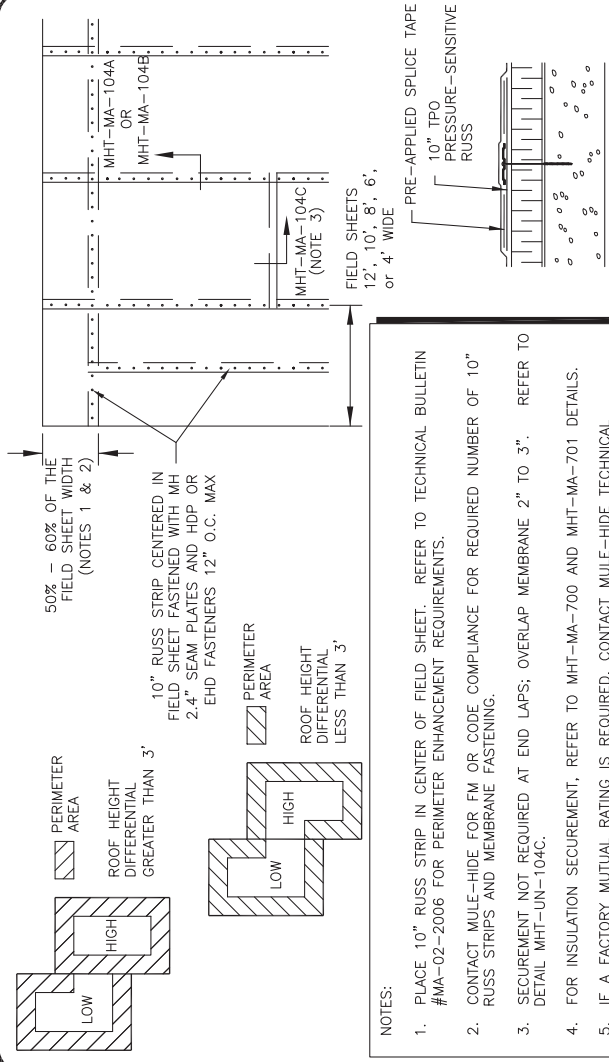 PERIMETER
AREA
ROOF HEIGHT
DIFFERENTIAL
GREATER THAN 3'
LOW
HIGH
PERIMETER
AREA
ROOF HEIGHT
DIFFERENTIAL
LESS THAN 3'
LOW
HIGH
50% – 60% OF THE
FIELD SHEET WIDTH
(NOTES 1 & 2)
10" RUSS STRIP CENTERED IN
FIELD SHEET FASTENED WITH MH
2.4" SEAM PLATES AND HDP OR
EHD FASTENERS 12" O.C. MAX
MHT-MA-104A
OR
MHT-MA-104B
MHT-MA-104C
(NOTE 3)
FIELD SHEETS
12', 10', 8', 6',
or 4' WIDE
PRE-APPLIED SPLICE TAPE
10" TPO
PRESSURE-SENSITIVE
RUSS
NOTES:
1. PLACE 10" RUSS STRIP IN CENTER OF FIELD SHEET. REFER TO TECHNICAL BULLETIN
#MA-02-2006 FOR PERIMETER ENHANCEMENT REQUIREMENTS.
2. CONTACT MULE-HIDE FOR FM OR CODE COMPLIANCE FOR REQUIRED NUMBER OF 10"
RUSS STRIPS AND MEMBRANE FASTENING.
3. SECUREMENT NOT REQUIRED AT END LAPS; OVERLAP MEMBRANE 2" TO 3". REFER TO
DETAIL MHT-UN-104C.
4. FOR INSULATION SECUREMENT, REFER TO MHT-MA-700 AND MHT-MA-701 DETAILS.
5. IF A FACTORY MUTUAL RATING IS REQUIRED, CONTACT MULE-HIDE TECHNICAL